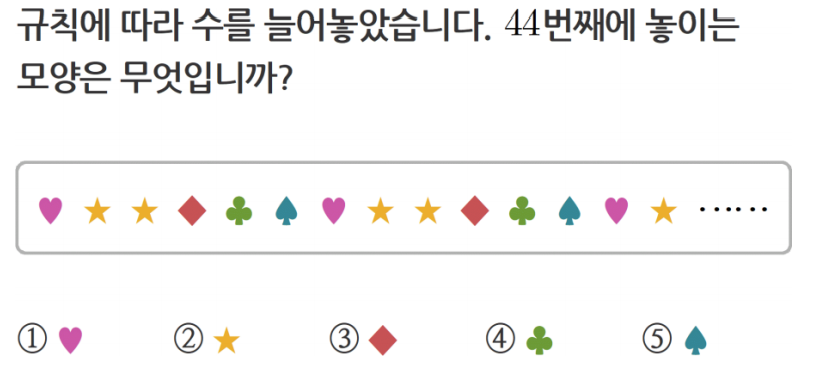 규칙에 따라 수를 늘어놓았습니다. 44번째에 놓이는
모양은 무엇입니까?
♥ ★ ★ ◆ ♣ ♠ ♥ ★ ★ ◆ ♣ ♠ ♥ ★ ……
① ♥ ② ★ ③ ◆ ④ ♣ ⑤ ♠